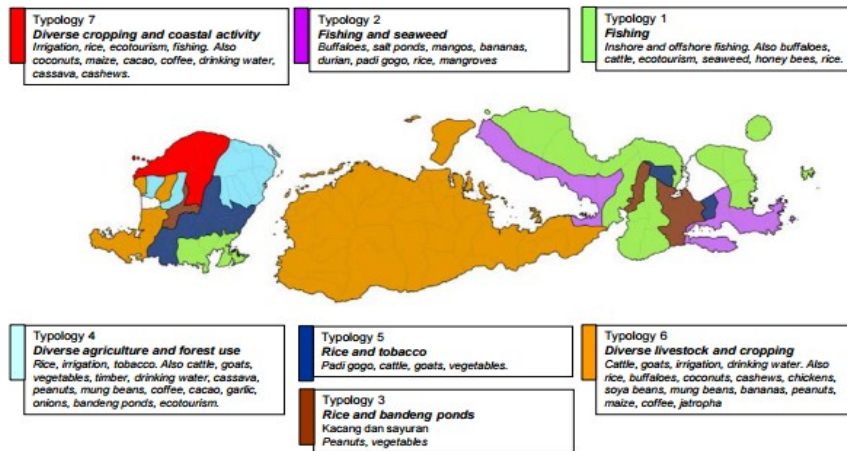 Typology 7
Diverse cropping and coastal activity
Irrigation, rice, ecotourism, fishing. Also
coconuts, maize, cacao, coffee, drinking water,
cassava, cashews.
Typology 2
Fishing and seaweed
Buffaloes, salt ponds, mangos, bananas,
durian, padi gogo, rice, mangroves
Typology 1
Fishing
Inshore and offshore fishing. Also buffaloes,
cattle, ecotourism, seaweed, honey bees, rice.
Typology 4
Diverse agriculture and forest use
Rice, irrigation, tobacco. Also cattle, goats,
vegetables, timber, drinking water, cassava,
peanuts, mung beans, coffee, cacao, garlic,
onions, bandeng ponds, ecotourism.
Typology 5
Rice and tobacco
Padi gogo, cattle, goats, vegetables.
Typology 3
Rice and bandeng ponds
Kacang dan sayuran
Peanuts, vegetables
Typology 6
Diverse livestock and cropping
Cattle, goats, irrigation, drinking water. Also
rice, buffaloes, coconuts, cashews, chickens,
soya beans, mung beans, bananas, peanuts,
maize, coffee, jatropha